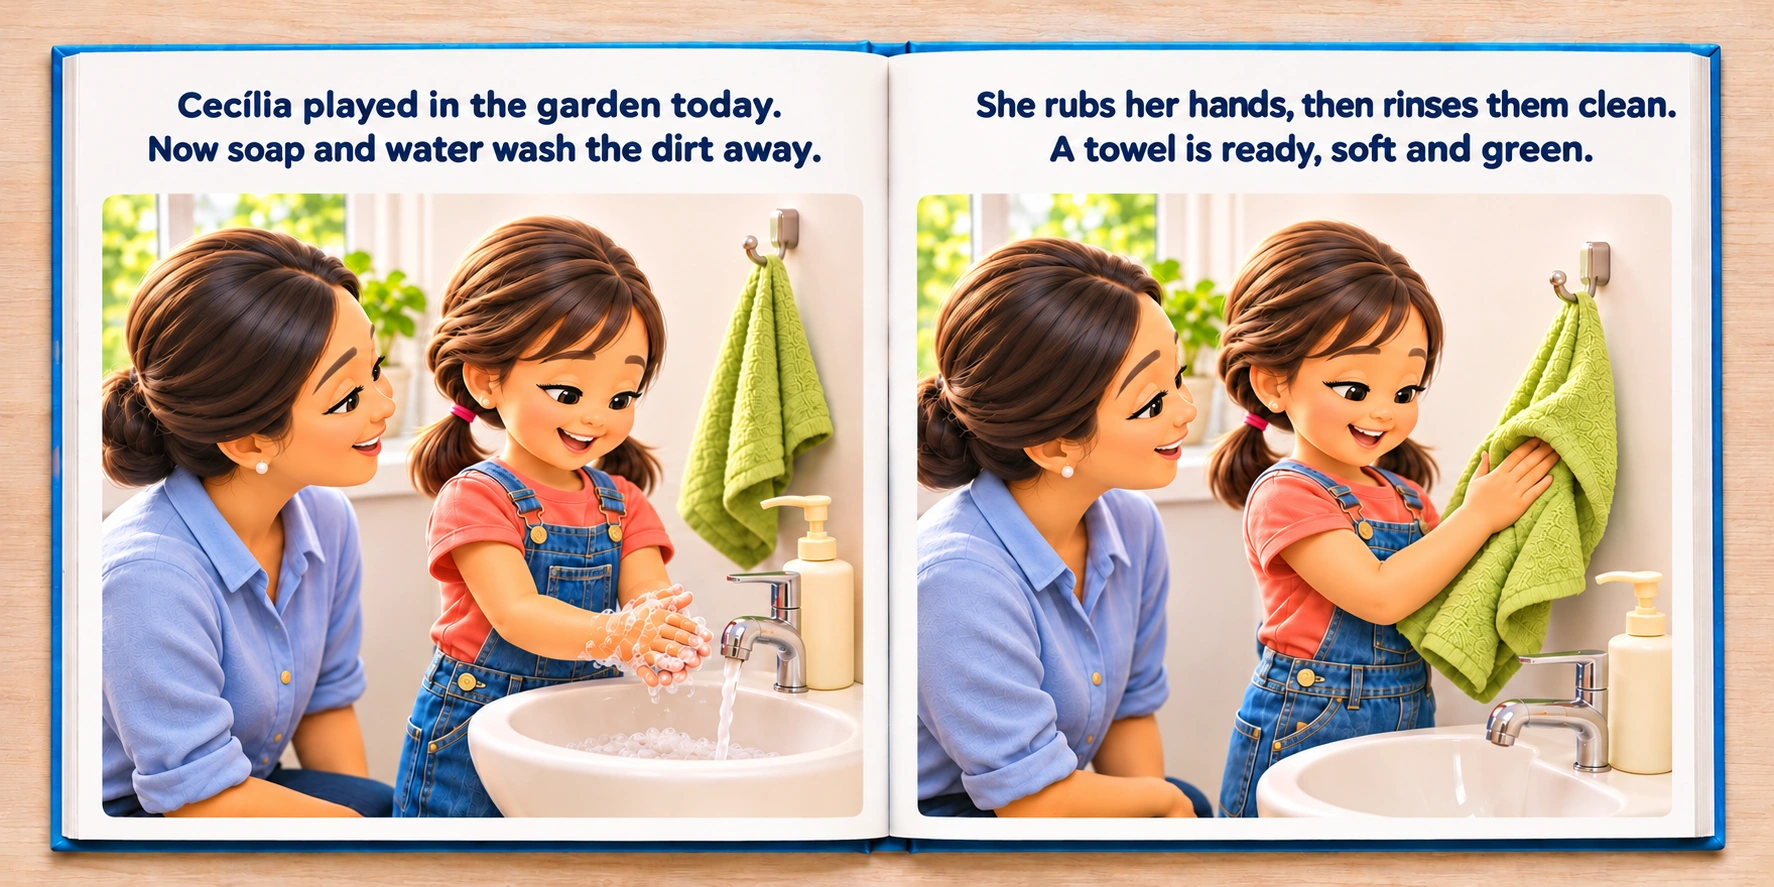 Cecília played in the garden today.
Now soap and water wash the dirt away.
She rubs her hands, then rinses them clean.
A towel is ready, soft and green.